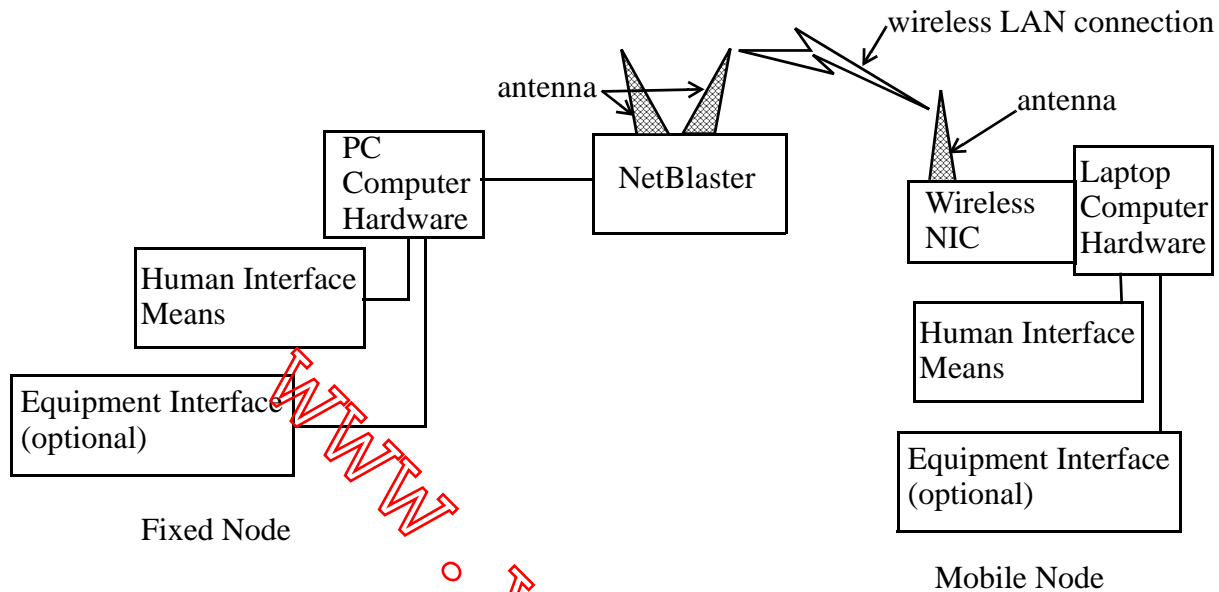 wireless LAN connection
antenna
antenna
PC
Computer
Hardware
NetBlaster
Wireless
NIC
Laptop
Computer
Hardware
Human Interface
Means
Human Interface
Means
Equipment Interface
(optional)
Equipment Interface
(optional)
Fixed Node
Mobile Node
www.